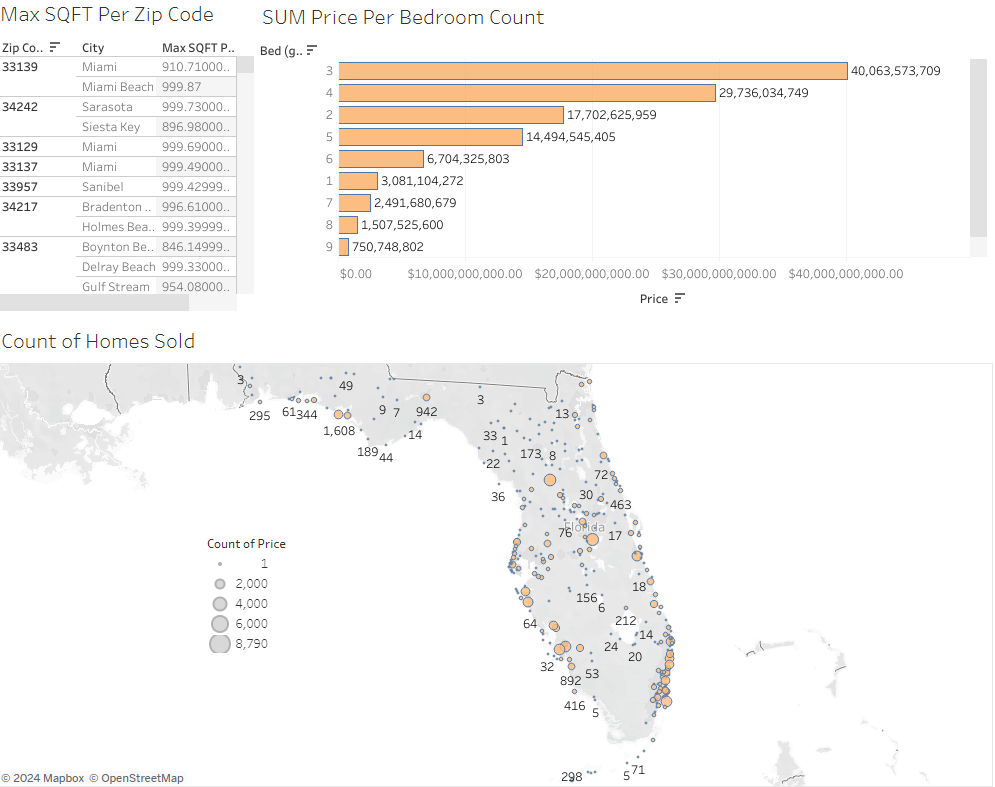 Max SQFT Per Zip Code
SUM Price Per Bedroom Count
Zip Co.. City Max SQFT P..
33139 Miami 910.71000..
Miami Beach 999.87
34242 Sarasota 999.73000..
Siesta Key 896.98000..
33129 Miami 999.69000..
33137 Miami 999.49000..
33957 Sanibel 999.42999..
34217 Bradenton .. 996.61000..
Holmes Bea.. 999.39999..
33483 Boynton Be.. 846.14999..
Delray Beach 999.33000..
Gulf Stream 954.08000..
Bed (g..
3 40,063,573,709
4 29,736,034,749
2 17,702,625,959
5 14,494,545,405
6 6,704,325,803
1 3,081,104,272
7 2,491,680,679
8 1,507,525,600
9 750,748,802
$0.00 $10,000,000,000.00 $20,000,000,000.00 $30,000,000,000.00 $40,000,000,000.00
Price
Count of Homes Sold
3 49 3
295 61 344 9 7 942 13
1,608 14 33 1
189 44 22 173 8
72
36 30 463
76 Florida 17
18
156 6
64 212 14
24 20
32 53
892
416 5
71
298 5
Count of Price
1
2,000
4,000
6,000
8,790
© 2024 Mapbox © OpenStreetMap